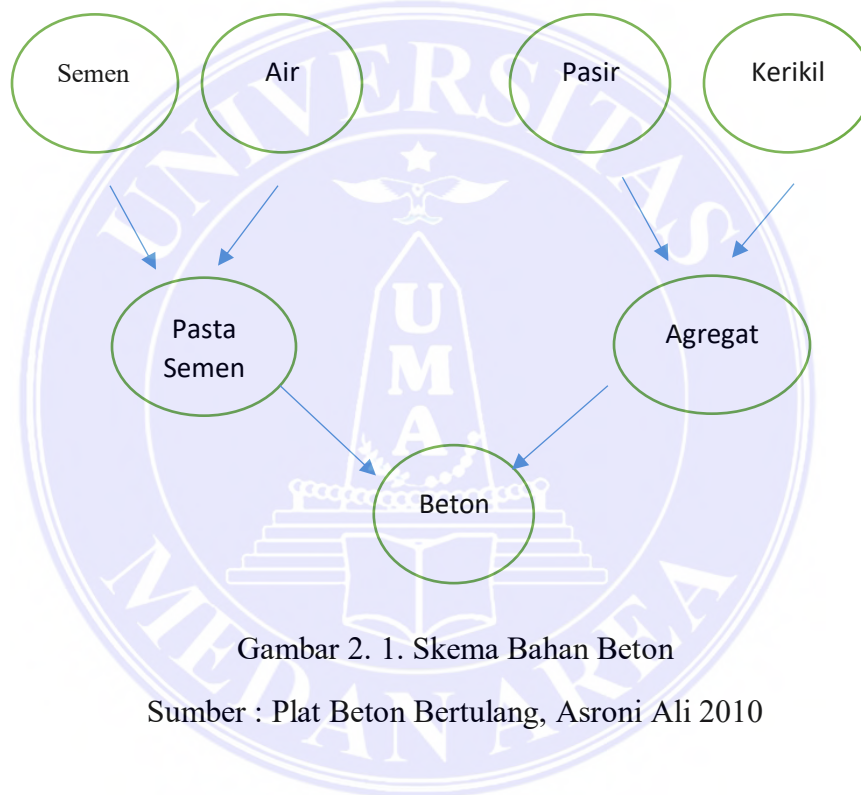 Semen
Air
Pasir
Kerikil
Pasta
Semen
Agregat
Beton
Gambar 2. 1. Skema Bahan Beton
Sumber : Plat Beton Bertulang, Asroni Ali 2010
UNIVERSITAS
UMA
MEDAN AREA